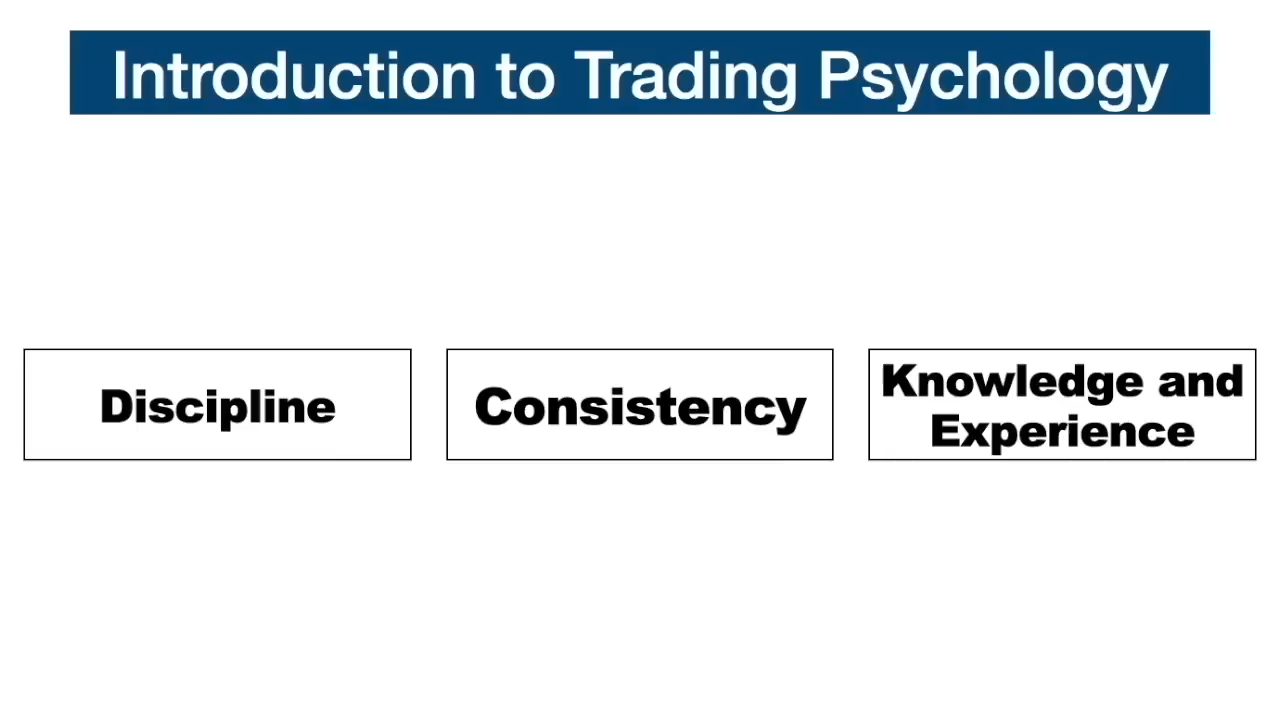 Introduction to Trading Psychology
Discipline
Consistency
Knowledge and
Experience